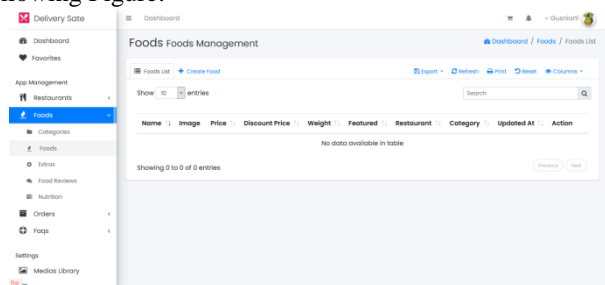 nowing Figure.
Delivery Sate
Dashboard
Gusniarti
Dashboard
Favorites
Foods Foods Management
Dashboard / Foods / Foods List
App Management
Foods List
Create Food
Export
Refresh
Print
Reset
Columns
Restaurants
Show 10 entries
Search
Foods
Categories
Name Image Price Discount Price Weight Featured Restaurant Category Updated At Action
Foods
No data available in table
Extras
Showing 0 to 0 of 0 entries
Previous
Next
Food Reviews
Nutrition
Orders
Faqs
Settings
Medias Library